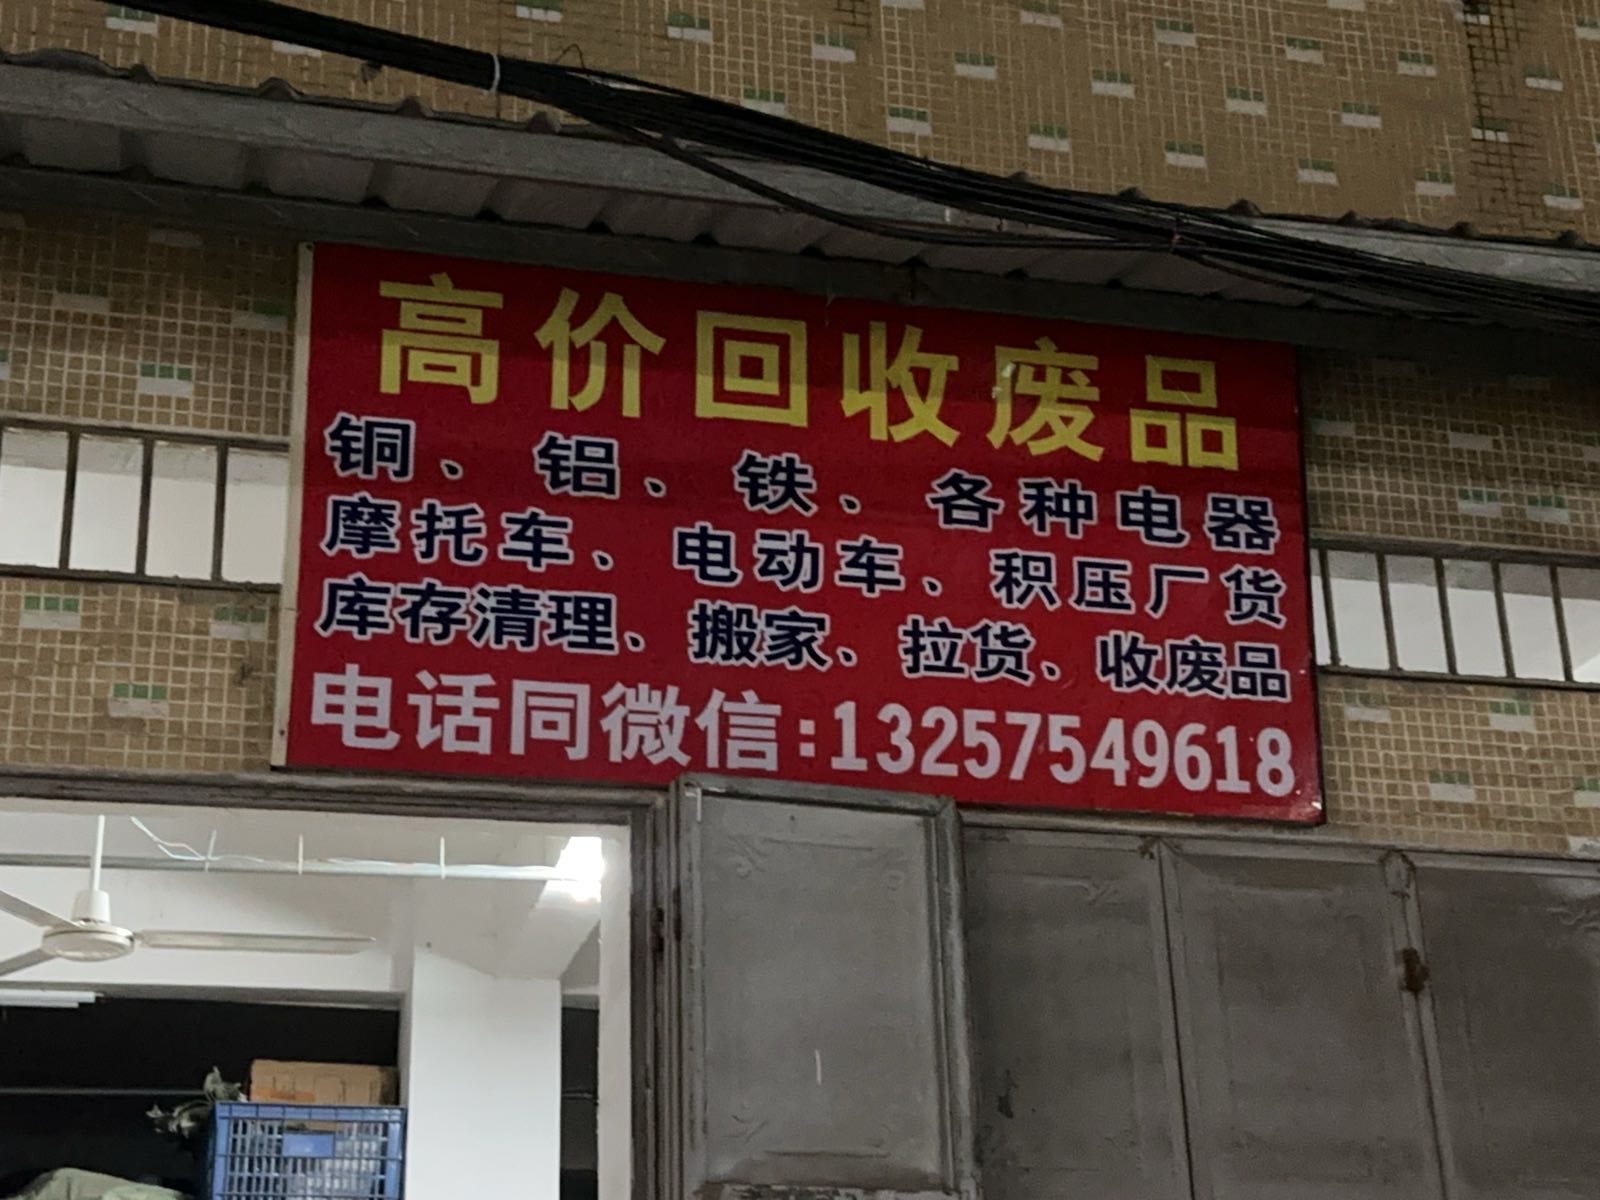 高价回收废品
铜、铝、铁、各种电器
摩托车、电动车、积压厂货
库存清理、搬家、拉货、收废品
电话同微信:13257549618